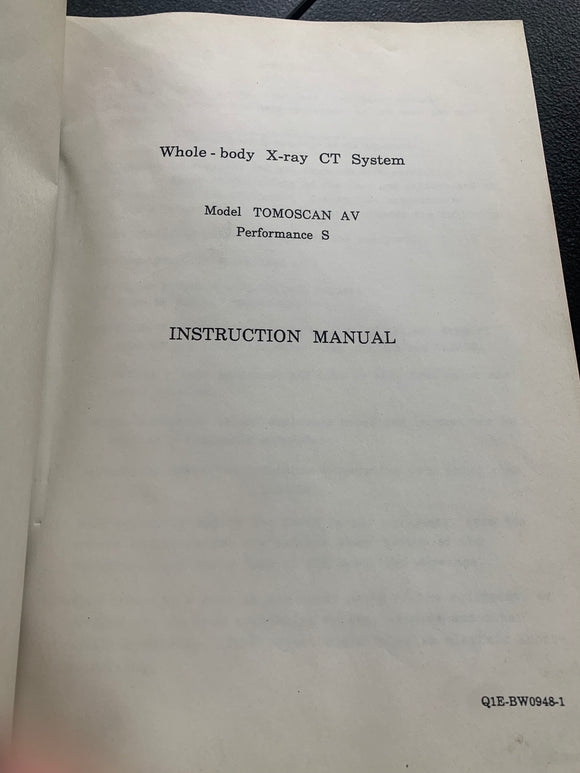 Whole-body X-ray CT System
Model TOMOSCAN AV
Performance S
INSTRUCTION MANUAL
Q1E-BW0948-1